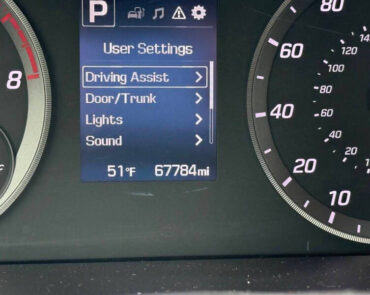 P
User Settings
Driving Assist >
Door/Trunk >
Lights >
Sound >
51°F 67784mi
8
80
60
40
20
10
140
120
100
80
60
40
20